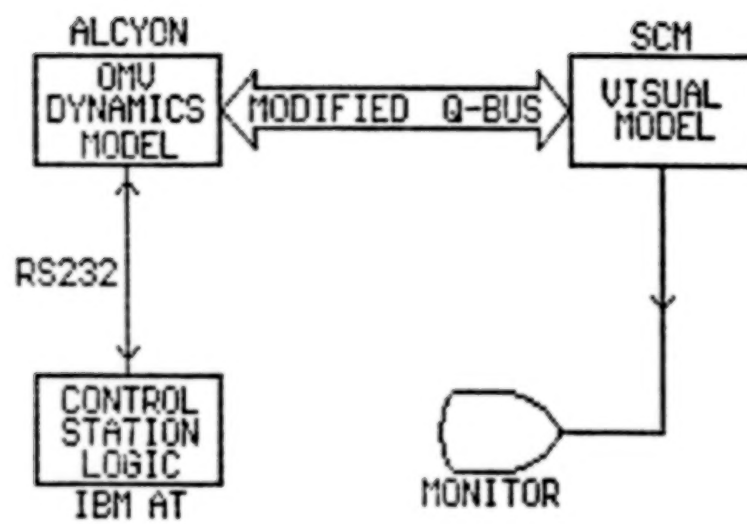 ALCYON
OMV
DYNAMICS
MODEL
MODIFIED Q-BUS
SCM
VISUAL
MODEL
RS232
CONTROL
STATION
LOGIC
IBM AT
MONITOR